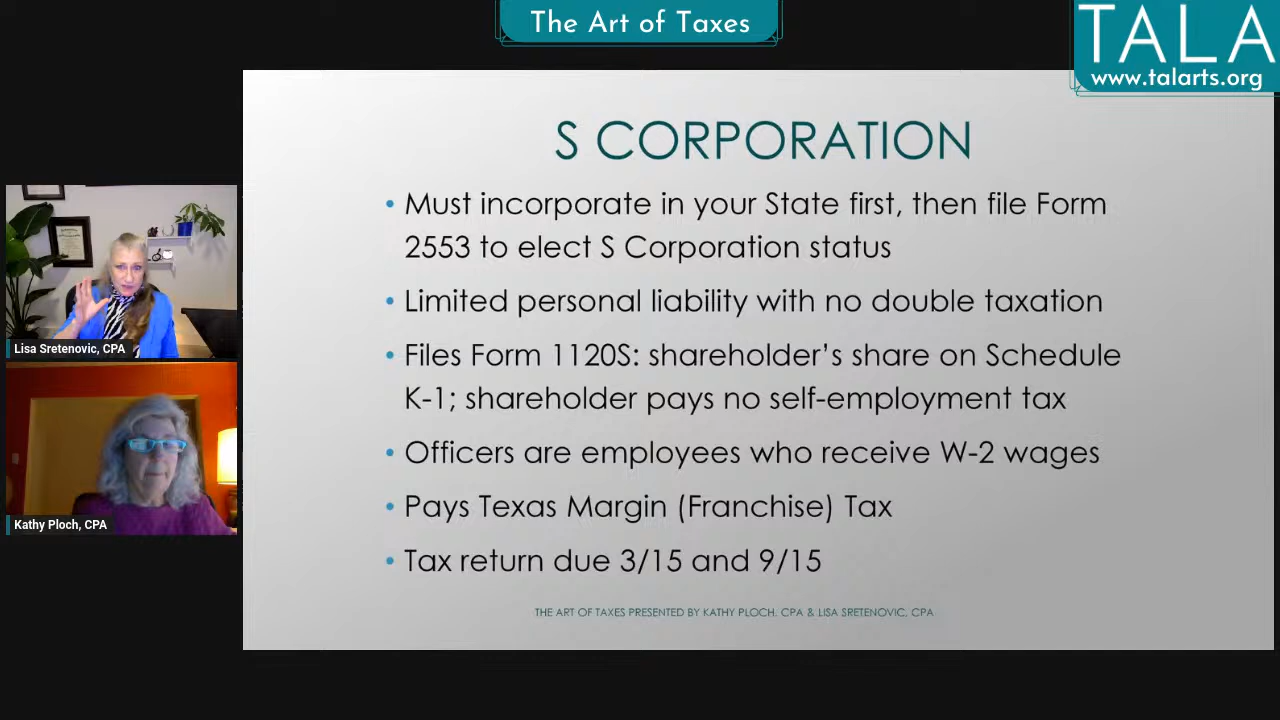 The Art of Taxes
TALA
www.talarts.org
S CORPORATION
• Must incorporate in your State first, then file Form
2553 to elect S Corporation status
• Limited personal liability with no double taxation
• Files Form 1120S: shareholder’s share on Schedule
K-1; shareholder pays no self-employment tax
• Officers are employees who receive W-2 wages
• Pays Texas Margin (Franchise) Tax
• Tax return due 3/15 and 9/15
THE ART OF TAXES PRESENTED BY KATHY PLOCH, CPA & LISA SRETENOVIC, CPA
Lisa Sretenovic, CPA
Kathy Ploch, CPA